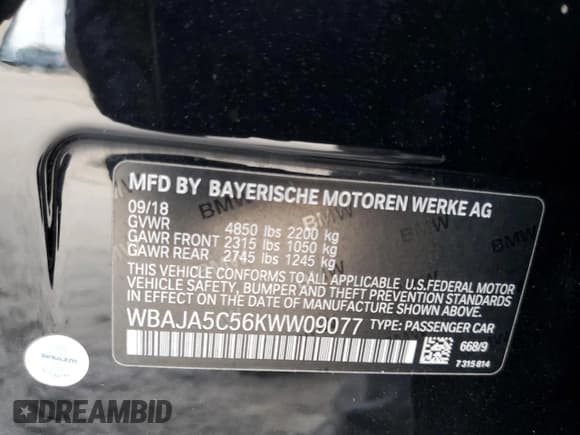 MFD BY BAYERISCHE MOTOREN WERKE AG
09/18
GVWR 4850 lbs 2200 kg
GAWR FRONT 2315 lbs 1050 kg
GAWR REAR 2745 lbs 1245 kg
THIS VEHICLE CONFORMS TO ALL APPLICABLE U.S.FEDERAL MOTOR
VEHICLE SAFETY, BUMPER AND THEFT PREVENTION STANDARDS
IN EFFECT ON THE DATE OF MANUFACTURE SHOWN ABOVE.
WBAJA5C56KWW09077 TYPE: PASSENGER CAR
668/9
7 315 814
BMW BMW BMW
DREAMBID